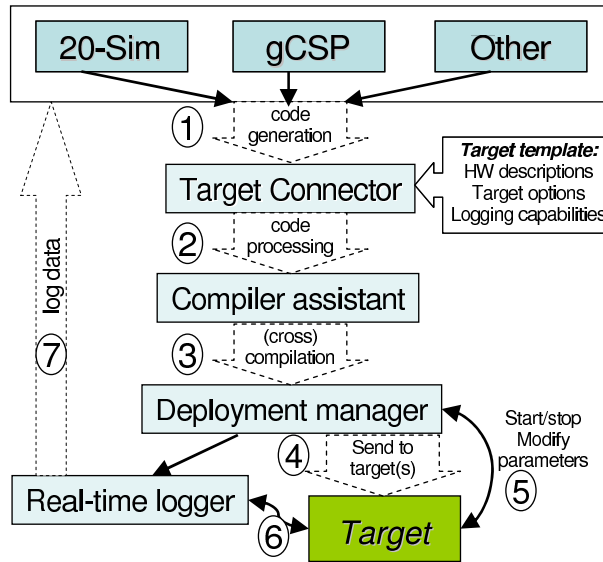 20-Sim
gCSP
Other
1
code
generation
Target template:
HW descriptions
Target options
Logging capabilities
Target Connector
2
code
processing
Compiler assistant
3
(cross)
compilation
7
log data
Deployment manager
4
Send to
target(s)
Start/stop
Modify
parameters
5
Real-time logger
6
Target